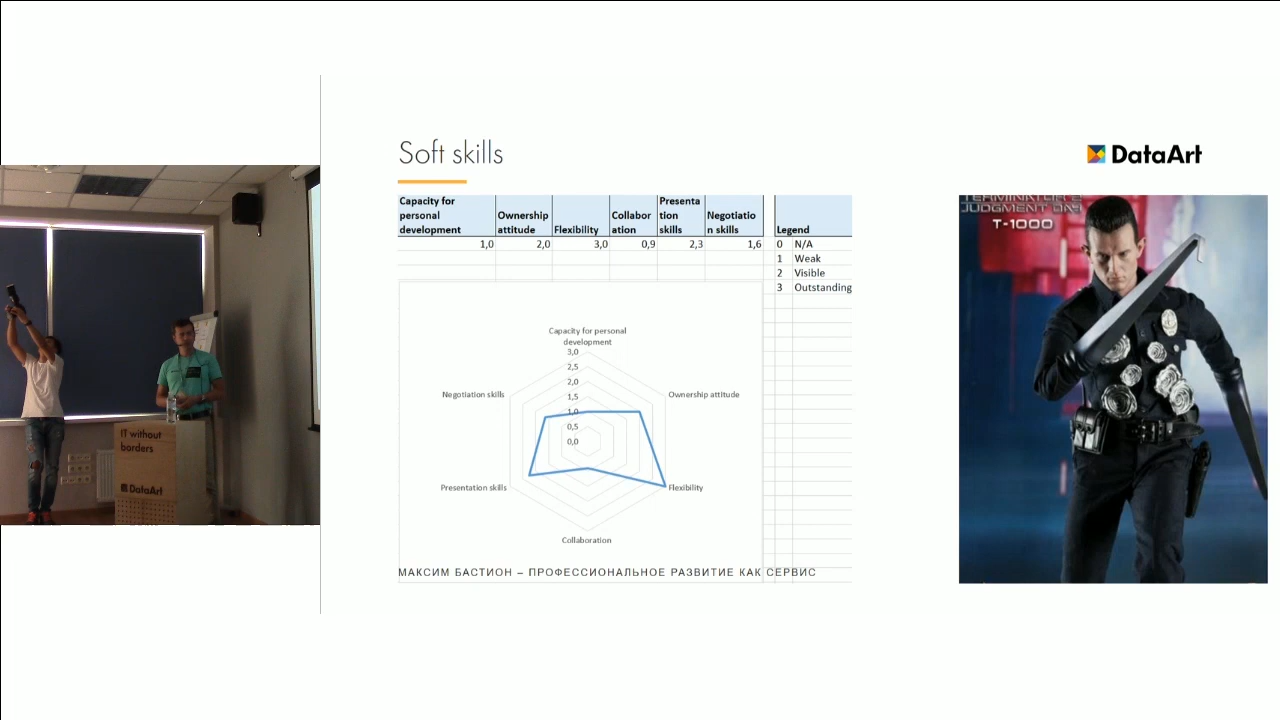 Soft skills
DataArt
Capacity for
personal
development
Ownership
attitude
Flexibility
Collabor
ation
Presenta
tion
skills
Negotiatio
n skills
Legend
1,0 2,0 3,0 0,9 2,3 1,6
0 N/A
1 Weak
2 Visible
3 Outstanding
Capacity for personal
development
3,0
2,5
2,0
1,5
1,0
0,5
0,0
Negotiation skills
Ownership attitude
Presentation skills
Flexibility
Collaboration
МАКСИМ БАСТИОН – ПРОФЕССИОНАЛЬНОЕ РАЗВИТИЕ КАК СЕРВИС
TERMINATOR 2
JUDGMENT DAY
T-1000
IT without
borders
DataArt